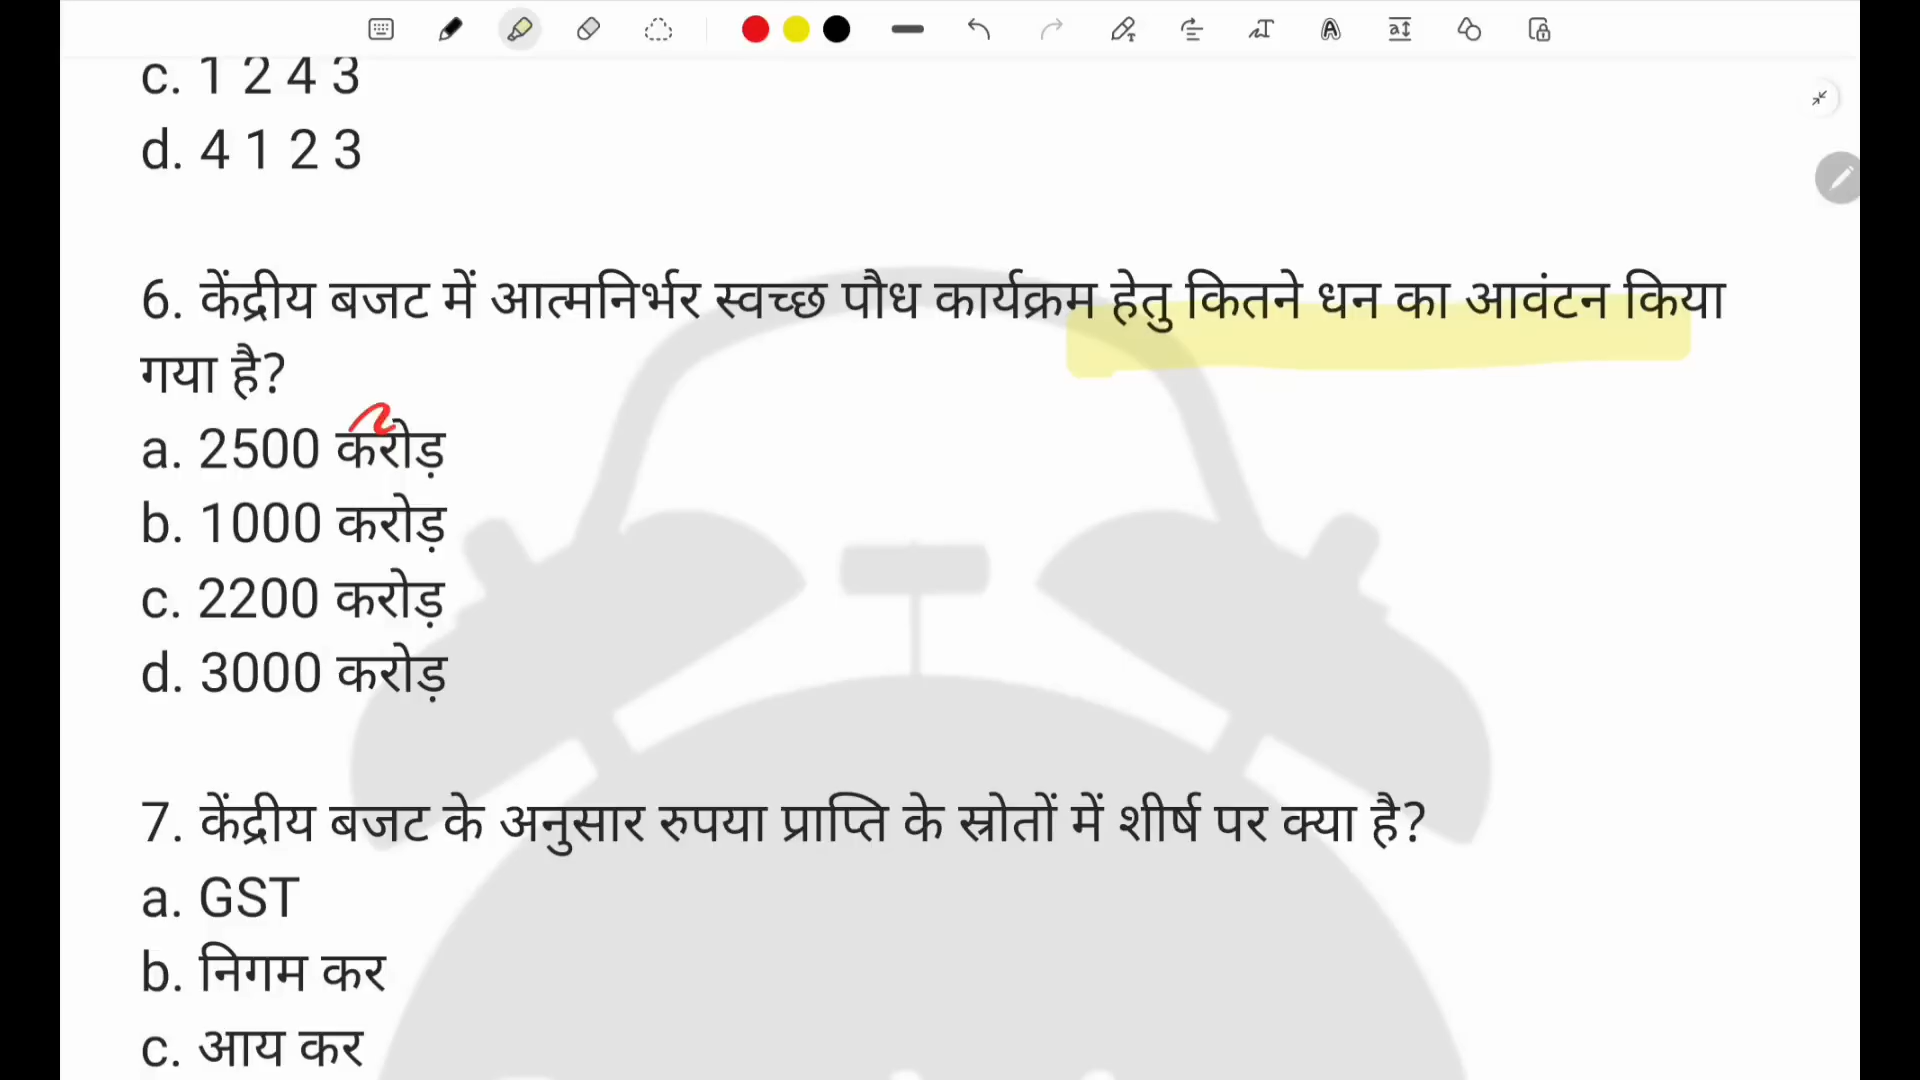 c. 1 2 4 3
d. 4 1 2 3
6. केंद्रीय बजट में आत्मनिर्भर स्वच्छ पौध कार्यक्रम हेतु कितने धन का आवंटन किया
गया है?
a. 2500 करोड़
b. 1000 करोड़
c. 2200 करोड़
d. 3000 करोड़
7. केंद्रीय बजट के अनुसार रुपया प्राप्ति के स्रोतों में शीर्ष पर क्या है?
a. GST
b. निगम कर
c. आय कर